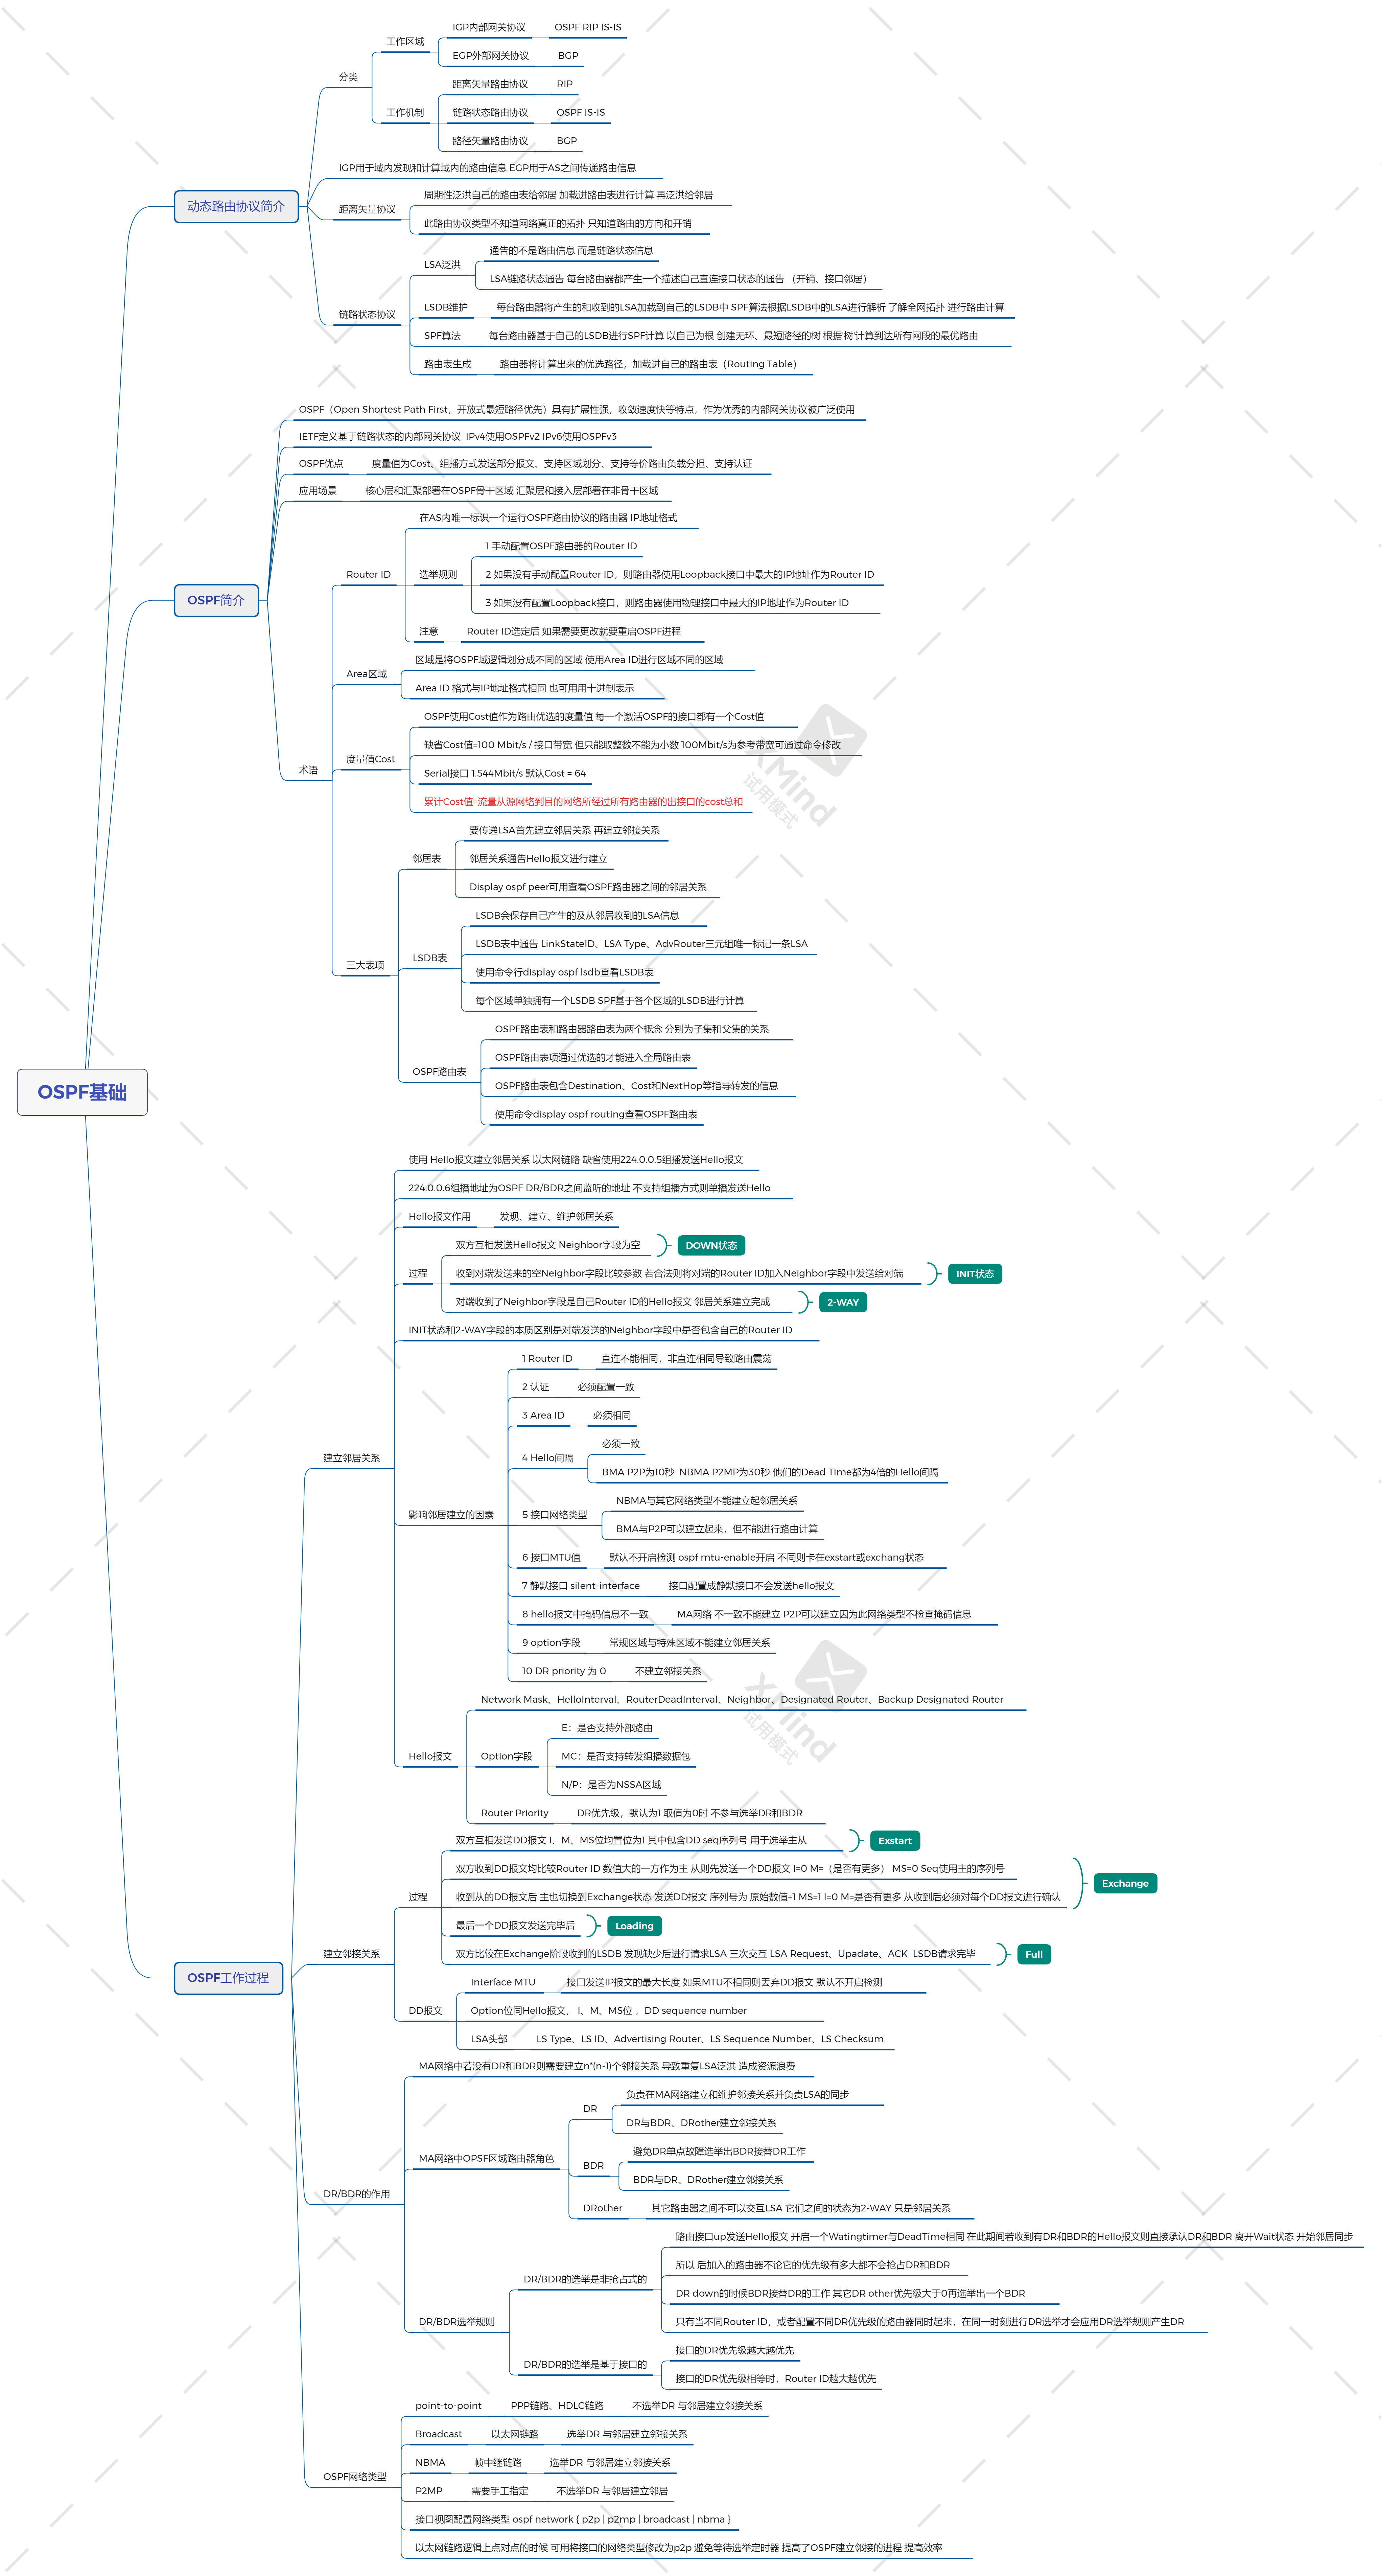 OSPF基础
动态路由协议简介
分类
工作区域
IGP内部网关协议
OSPF RIP IS-IS
EGP外部网关协议
BGP
工作机制
距离矢量路由协议
RIP
链路状态路由协议
OSPF IS-IS
路径矢量路由协议
BGP
IGP用于域内发现和计算域内的路由信息 EGP用于AS之间传递路由信息
距离矢量协议
周期性泛洪自己的路由表给邻居 加载进路由表进行计算 再泛洪给邻居
此路由协议类型不知道网络真正的拓扑 只知道路由的方向和开销
链路状态协议
LSA泛洪
通告的不是路由信息 而是链路状态信息
LSA链路状态通告 每台路由器都产生一个描述自己直连接口状态的通告 （开销、接口邻居）
LSDB维护
每台路由器将产生的和收到的LSA加载到自己的LSDB中 SPF算法根据LSDB中的LSA进行解析 了解全网拓扑 进行路由计算
SPF算法
每台路由器基于自己的LSDB进行SPF计算 以自己为根 创建无环、最短路径的树 根据'树'计算到达所有网段的最优路由
路由表生成
路由器将计算出来的优选路径，加载进自己的路由表（Routing Table）
OSPF简介
OSPF（Open Shortest Path First，开放式最短路径优先）具有扩展性强，收敛速度快等特点，作为优秀的内部网关协议被广泛使用
IETF定义基于链路状态的内部网关协议 IPv4使用OSPFv2 IPv6使用OSPFv3
OSPF优点
度量值为Cost、组播方式发送部分报文、支持区域划分、支持等价路由负载分担、支持认证
应用场景
核心层和汇聚部署在OSPF骨干区域 汇聚层和接入层部署在非骨干区域
术语
Router ID
在AS内唯一标识一个运行OSPF路由协议的路由器 IP地址格式
选举规则
1 手动配置OSPF路由器的Router ID
2 如果没有手动配置Router ID，则路由器使用Loopback接口中最大的IP地址作为Router ID
3 如果没有配置Loopback接口，则路由器使用物理接口中最大的IP地址作为Router ID
注意
Router ID选定后 如果需要更改就要重启OSPF进程
Area区域
区域是将OSPF域逻辑划分成不同的区域 使用Area ID进行区域不同的区域
Area ID 格式与IP地址格式相同 也可用用十进制表示
度量值Cost
OSPF使用Cost值作为路由优选的度量值 每一个激活OSPF的接口都有一个Cost值
缺省Cost值=100 Mbit/s / 接口带宽 但只能取整数不能为小数 100Mbit/s为参考带宽可通过命令修改
Serial接口 1.544Mbit/s 默认Cost = 64
累计Cost值=流量从源网络到目的网络所经过所有路由器的出接口的cost总和
三大表项
邻居表
要传递LSA首先建立邻居关系 再建立邻接关系
邻居关系通告Hello报文进行建立
Display ospf peer可用查看OSPF路由器之间的邻居关系
LSDB表
LSDB会保存自己产生的及从邻居收到的LSA信息
LSDB表中通告 LinkStateID、LSA Type、AdvRouter三元组唯一标记一条LSA
使用命令行display ospf lsdb查看LSDB表
每个区域单独拥有一个LSDB SPF基于各个区域的LSDB进行计算
OSPF路由表
OSPF路由表和路由器路由表为两个概念 分别为子集和父集的关系
OSPF路由表项通过优选的才能进入全局路由表
OSPF路由表包含Destination、Cost和NextHop等指导转发的信息
使用命令display ospf routing查看OSPF路由表
OSPF工作过程
建立邻居关系
使用 Hello报文建立邻居关系 以太网链路 缺省使用224.0.0.5组播发送Hello报文
224.0.0.6组播地址为OSPF DR/BDR之间监听的地址 不支持组播方式则单播发送Hello
Hello报文作用
发现、建立、维护邻居关系
过程
双方互相发送Hello报文 Neighbor字段为空
DOWN状态
收到对端发送来的空Neighbor字段比较参数 若合法则将对端的Router ID加入Neighbor字段中发送给对端
INIT状态
对端收到了Neighbor字段是自己Router ID的Hello报文 邻居关系建立完成
2-WAY
INIT状态和2-WAY字段的本质区别是对端发送的Neighbor字段中是否包含自己的Router ID
影响邻居建立的因素
1 Router ID
直连不能相同，非直连相同导致路由震荡
2 认证
必须配置一致
3 Area ID
必须相同
4 Hello间隔
必须一致
BMA P2P为10秒 NBMA P2MP为30秒 他们的Dead Time都为4倍的Hello间隔
5 接口网络类型
NBMA与其它网络类型不能建立起邻居关系
BMA与P2P可以建立起来，但不能进行路由计算
6 接口MTU值
默认不开启检测 ospf mtu-enable开启 不同则卡在exstart或exchang状态
7 静默接口 silent-interface
接口配置成静默接口不会发送hello报文
8 hello报文中掩码信息不一致
MA网络 不一致不能建立 P2P可以建立因为此网络类型不检查掩码信息
9 option字段
常规区域与特殊区域不能建立邻居关系
10 DR priority 为 0
不建立邻接关系
Hello报文
Network Mask、HelloInterval、RouterDeadInterval、Neighbor、Designated Router、Backup Designated Router
Option字段
E：是否支持外部路由
MC：是否支持转发组播数据包
N/P：是否为NSSA区域
Router Priority
DR优先级，默认为1 取值为0时 不参与选举DR和BDR
建立邻接关系
过程
双方互相发送DD报文 I、M、MS位均置位为1 其中包含DD seq序列号 用于选举主从
Exstart
双方收到DD报文均比较Router ID 数值大的一方作为主 从则先发送一个DD报文 I=0 M=（是否有更多） MS=0 Seq使用主的序列号
收到从的DD报文后 主也切换到Exchange状态 发送DD报文 序列号为 原始数值+1 MS=1 I=0 M=是否有更多 从收到后必须对每个DD报文进行确认
Exchange
最后一个DD报文发送完毕后
Loading
双方比较在Exchange阶段收到的LSDB 发现缺少后进行请求LSA 三次交互 LSA Request、Upadate、ACK LSDB请求完毕
Full
DD报文
Interface MTU
接口发送IP报文的最大长度 如果MTU不相同则丢弃DD报文 默认不开启检测
Option位同Hello报文， I、M、MS位 ，DD sequence number
LSA头部
LS Type、LS ID、Advertising Router、LS Sequence Number、LS Checksum
DR/BDR的作用
MA网络中若没有DR和BDR则需要建立n*(n-1)个邻接关系 导致重复LSA泛洪 造成资源浪费
MA网络中OPSF区域路由器角色
DR
负责在MA网络建立和维护邻接关系并负责LSA的同步
DR与BDR、DRother建立邻接关系
BDR
避免DR单点故障选举出BDR接替DR工作
BDR与DR、DRother建立邻接关系
DRother
其它路由器之间不可以交互LSA 它们之间的状态为2-WAY 只是邻居关系
DR/BDR选举规则
DR/BDR的选举是非抢占式的
路由接口up发送Hello报文 开启一个Watingtimer与DeadTime相同 在此期间若收到有DR和BDR的Hello报文则直接承认DR和BDR 离开Wait状态 开始邻居同步
所以 后加入的路由器不论它的优先级有多大都不会抢占DR和BDR
DR down的时候BDR接替DR的工作 其它DR other优先级大于0再选举出一个BDR
只有当不同Router ID，或者配置不同DR优先级的路由器同时起来，在同一时刻进行DR选举才会应用DR选举规则产生DR
DR/BDR的选举是基于接口的
接口的DR优先级越大越优先
接口的DR优先级相等时，Router ID越大越优先
OSPF网络类型
point-to-point
PPP链路、HDLC链路
不选举DR 与邻居建立邻接关系
Broadcast
以太网链路
选举DR 与邻居建立邻接关系
NBMA
帧中继链路
选举DR 与邻居建立邻接关系
P2MP
需要手工指定
不选举DR 与邻居建立邻居
接口视图配置网络类型 ospf network { p2p | p2mp | broadcast | nbma }
以太网链路逻辑上点对点的时候 可用将接口的网络类型修改为p2p 避免等待选举定时器 提高了OSPF建立邻接的进程 提高效率
XMind
试用模式
XMind
试用模式